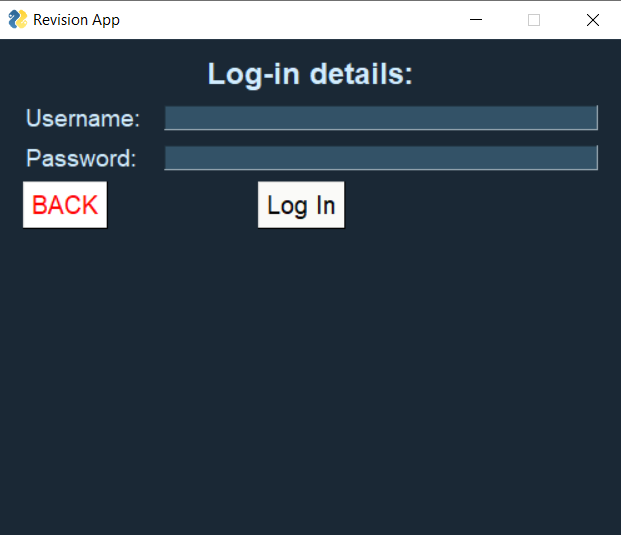 Revision App
Log-in details:
Username:
Password:
BACK Log In